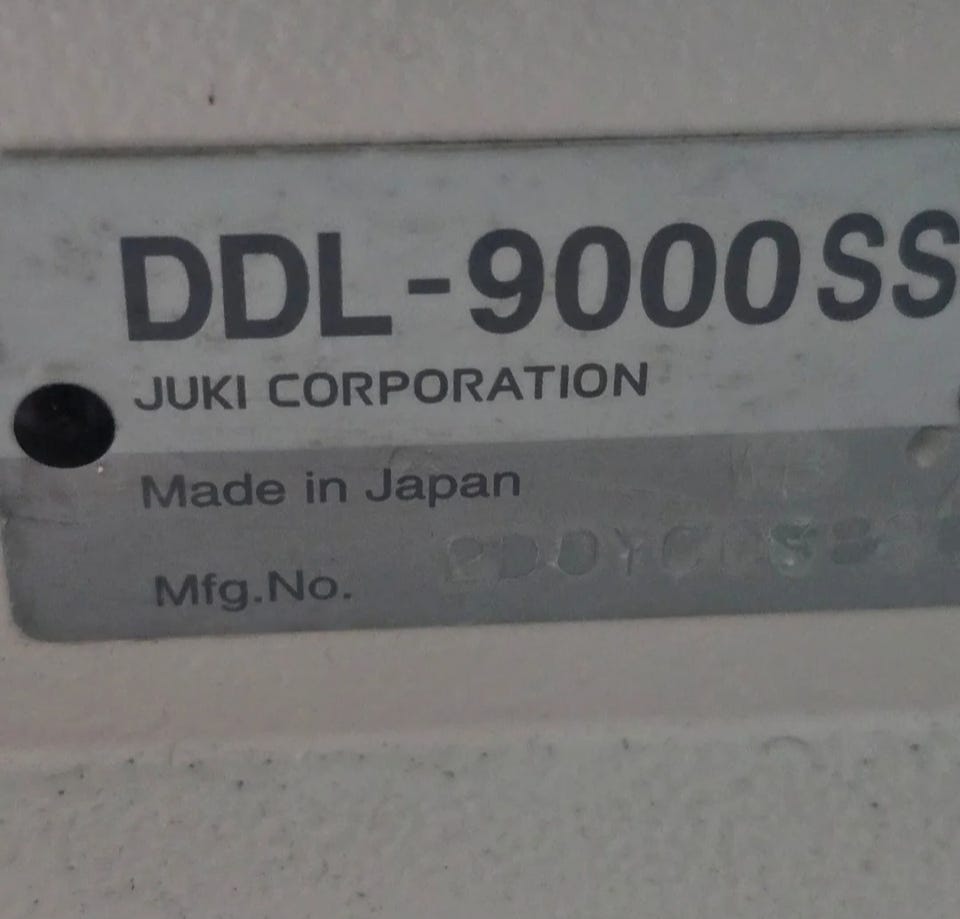 DDL-9000SS
JUKI CORPORATION
Made in Japan
Mfg.No.